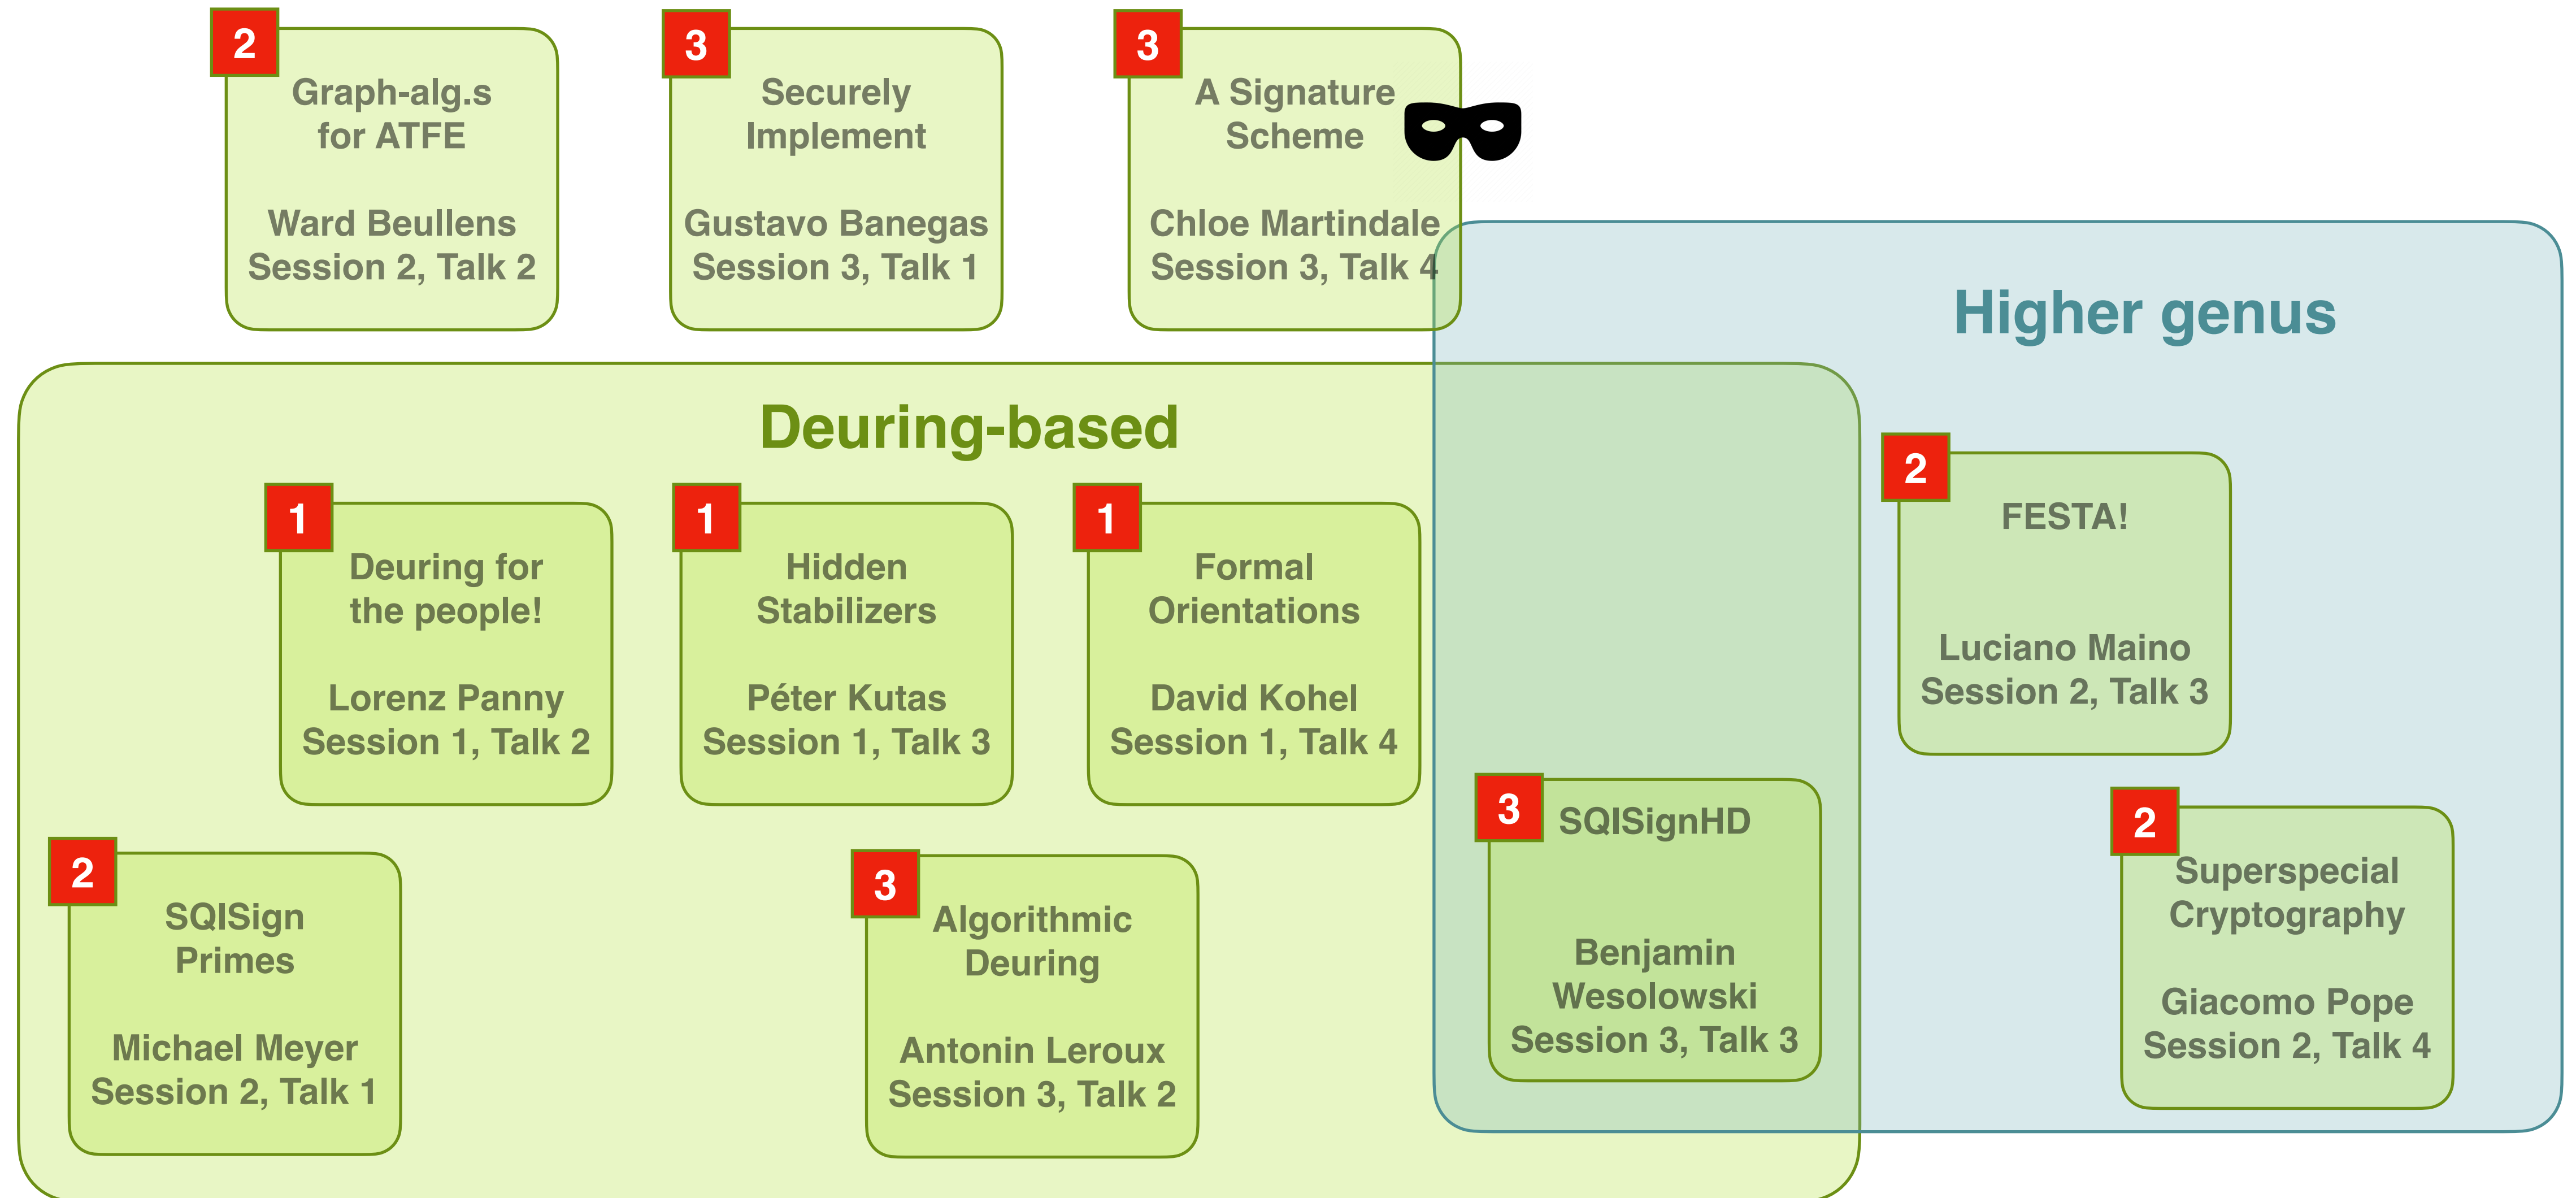 2
Graph-alg.s
for ATFE
Ward Beullens
Session 2, Talk 2
3
Securely
Implement
Gustavo Banegas
Session 3, Talk 1
3
A Signature
Scheme
Chloe Martindale
Session 3, Talk 4
Higher genus
Deuring-based
1
Deuring for
the people!
Lorenz Panny
Session 1, Talk 2
1
Hidden
Stabilizers
Péter Kutas
Session 1, Talk 3
1
Formal
Orientations
David Kohel
Session 1, Talk 4
2
FESTA!
Luciano Maino
Session 2, Talk 3
2
SQISign
Primes
Michael Meyer
Session 2, Talk 1
3
Algorithmic
Deuring
Antonin Leroux
Session 3, Talk 2
3
SQISignHD
Benjamin
Wesolowski
Session 3, Talk 3
2
Superspecial
Cryptography
Giacomo Pope
Session 2, Talk 4